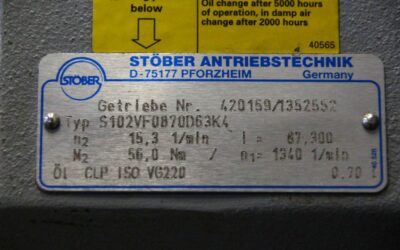 below
Oil change after 5000 hours
of operation, in damp air
change after 2000 hours
40565
STÖBER
STÖBER ANTRIEBSTECHNIK
D-75177 PFORZHEIM Germany
Getriebe Nr. 420159/1352552
Typ S102VF0870D63K4
n2 15,3 1/min i = 87,300
M2 56,0 Nm / n1= 1340 1/min
Öl CLP ISO VG220 0.70 l